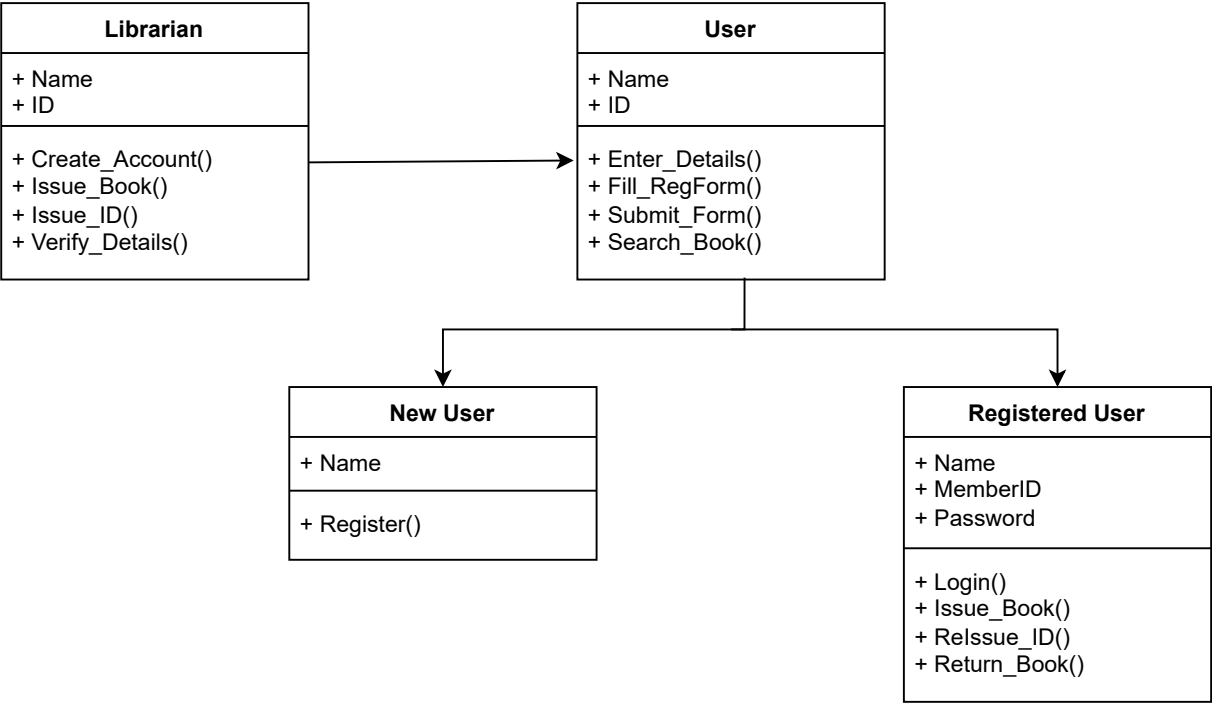 Librarian
+ Name
+ ID
+ Create_Account()
+ Issue_Book()
+ Issue_ID()
+ Verify_Details()
User
+ Name
+ ID
+ Enter_Details()
+ Fill_RegForm()
+ Submit_Form()
+ Search_Book()
New User
+ Name
+ Register()
Registered User
+ Name
+ MemberID
+ Password
+ Login()
+ Issue_Book()
+ ReIssue_ID()
+ Return_Book()